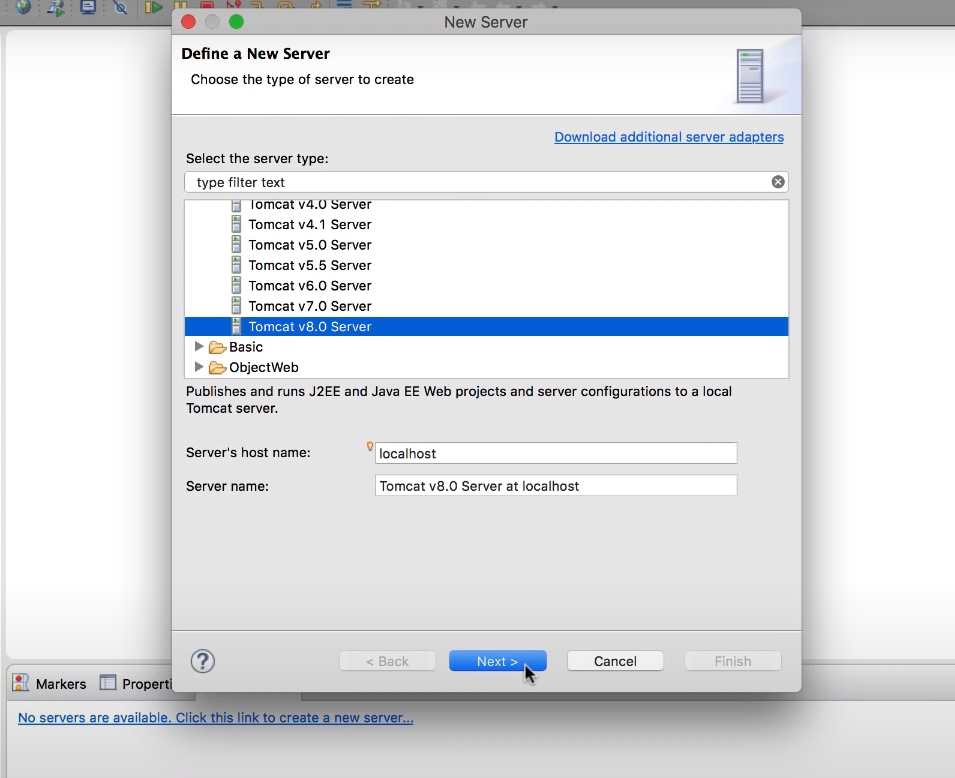 New Server
Define a New Server
Choose the type of server to create
Download additional server adapters
Select the server type:
type filter text
Tomcat v4.0 Server
Tomcat v4.1 Server
Tomcat v5.0 Server
Tomcat v5.5 Server
Tomcat v6.0 Server
Tomcat v7.0 Server
Tomcat v8.0 Server
Basic
ObjectWeb
Publishes and runs J2EE and Java EE Web projects and server configurations to a local
Tomcat server.
Server's host name: localhost
Server name: Tomcat v8.0 Server at localhost
? < Back Next > Cancel Finish
Markers Properti
No servers are available. Click this link to create a new server...